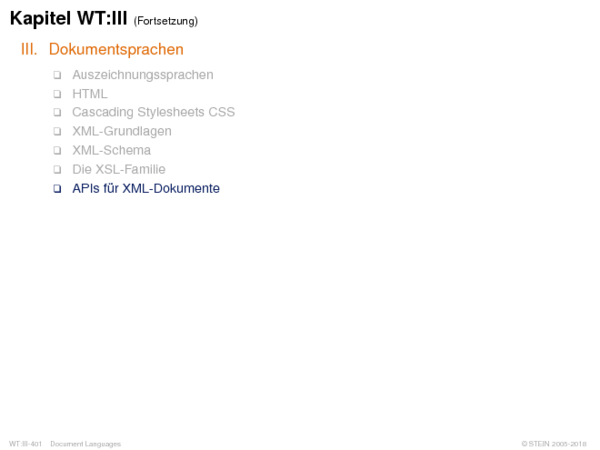 Kapitel WT:III (Fortsetzung)
III. Dokumentsprachen
❑ Auszeichnungssprachen
❑ HTML
❑ Cascading Stylesheets CSS
❑ XML-Grundlagen
❑ XML-Schema
❑ Die XSL-Familie
❑ APIs für XML-Dokumente
WT:III-401 Document Languages © STEIN 2005-2018